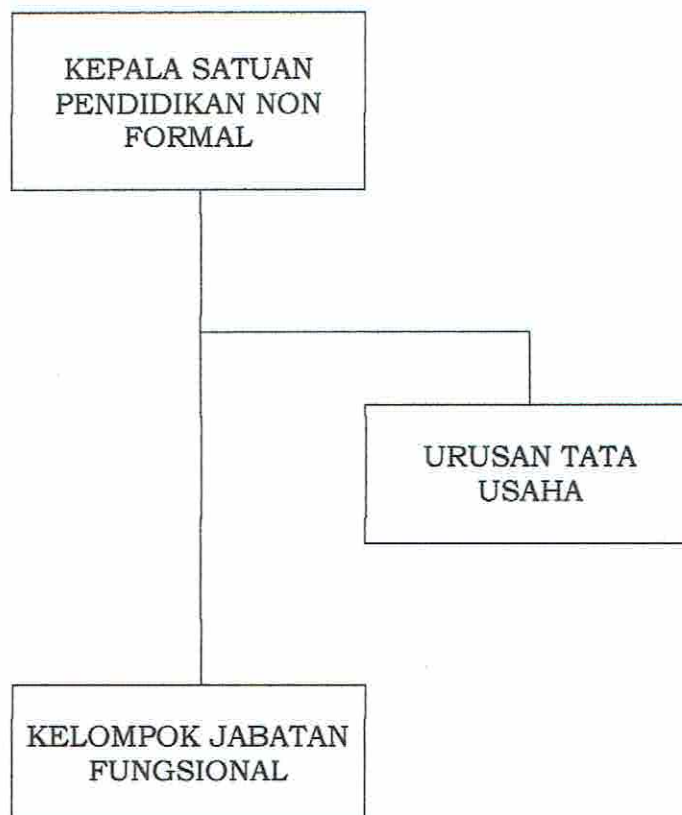 KEPALA SATUAN
PENDIDIKAN NON
FORMAL
URUSAN TATA
USAHA
KELOMPOK JABATAN
FUNGSIONAL